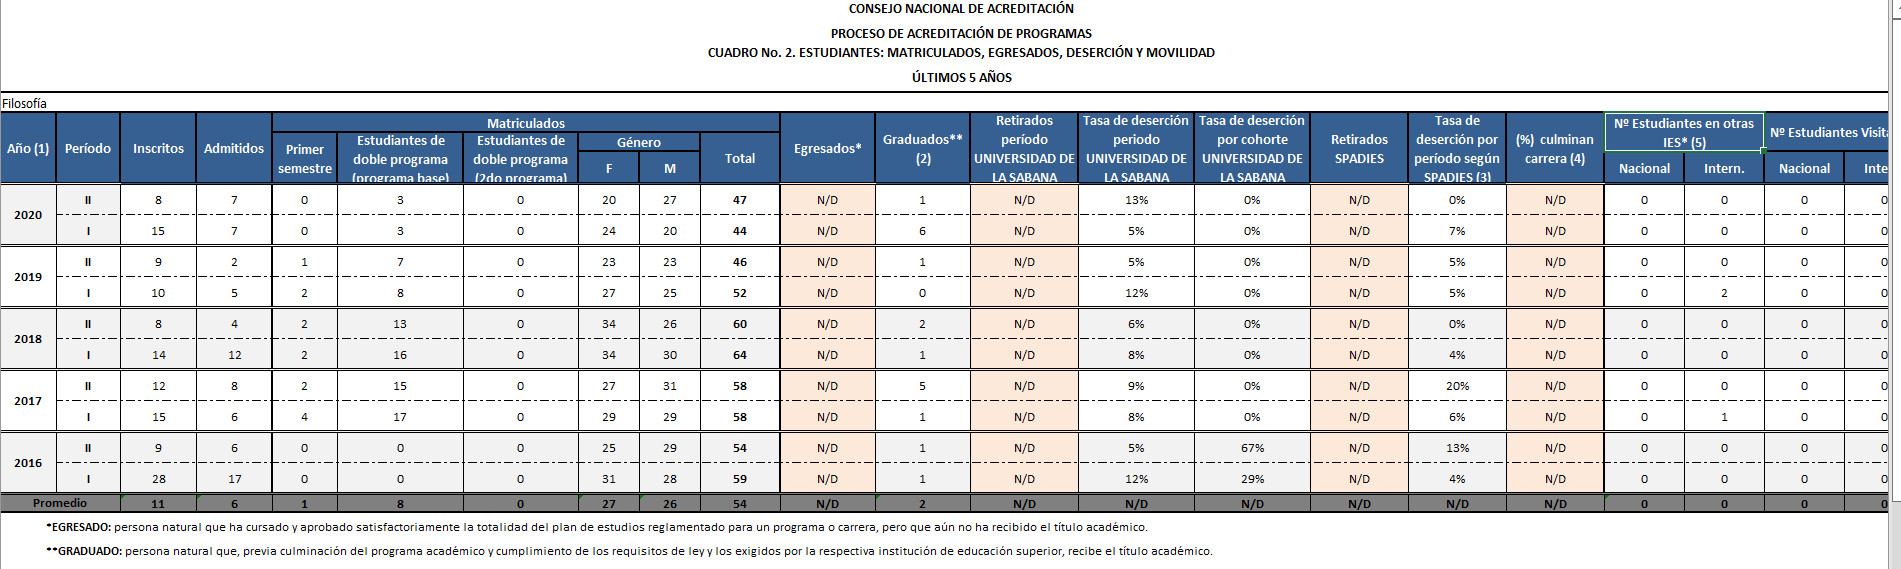 CONSEJO NACIONAL DE ACREDITACIÓN
PROCESO DE ACREDITACIÓN DE PROGRAMAS
CUADRO No. 2. ESTUDIANTES: MATRICULADOS, EGRESADOS, DESERCIÓN Y MOVILIDAD
ÚLTIMOS 5 AÑOS
Filosofía
Año (1) Período Inscritos Admitidos Matriculados Primer semestre Estudiantes de doble programa (programa base) Estudiantes de doble programa (2do programa) Género F M Total Egresados* Graduados** (2) Retirados período UNIVERSIDAD DE LA SABANA Tasa de deserción periodo UNIVERSIDAD DE LA SABANA Tasa de deserción por cohorte UNIVERSIDAD DE LA SABANA Retirados SPADIES Tasa de deserción por período según SPADIES (3) (%) culminan carrera (4) Nº Estudiantes en otras IES* (5) Nacional Intern. Nº Estudiantes Visita Nacional Inte
2020 II 8 7 0 3 0 20 27 47 N/D 1 N/D 13% 0% N/D 0% N/D 0 0 0 0
I 15 7 0 3 0 24 20 44 N/D 6 N/D 5% 0% N/D 7% N/D 0 0 0 0
2019 II 9 2 1 7 0 23 23 46 N/D 1 N/D 5% 0% N/D 5% N/D 0 0 0 0
I 10 5 2 8 0 27 25 52 N/D 0 N/D 12% 0% N/D 5% N/D 0 2 0 0
2018 II 8 4 2 13 0 34 26 60 N/D 2 N/D 6% 0% N/D 0% N/D 0 0 0 0
I 14 12 2 16 0 34 30 64 N/D 1 N/D 8% 0% N/D 4% N/D 0 0 0 0
2017 II 12 8 2 15 0 27 31 58 N/D 5 N/D 9% 0% N/D 20% N/D 0 0 0 0
I 15 6 4 17 0 29 29 58 N/D 1 N/D 8% 0% N/D 6% N/D 0 1 0 0
2016 II 9 6 0 0 0 25 29 54 N/D 1 N/D 5% 67% N/D 13% N/D 0 0 0 0
I 28 17 0 0 0 31 28 59 N/D 1 N/D 12% 29% N/D 4% N/D 0 0 0 0
Promedio 11 6 1 8 0 27 26 54 N/D 2 N/D N/D N/D N/D N/D N/D 0 0 0 0
*EGRESADO: persona natural que ha cursado y aprobado satisfactoriamente la totalidad del plan de estudios reglamentado para un programa o carrera, pero que aún no ha recibido el título académico.
**GRADUADO: persona natural que, previa culminación del programa académico y cumplimiento de los requisitos de ley y los exigidos por la respectiva institución de educación superior, recibe el título académico.